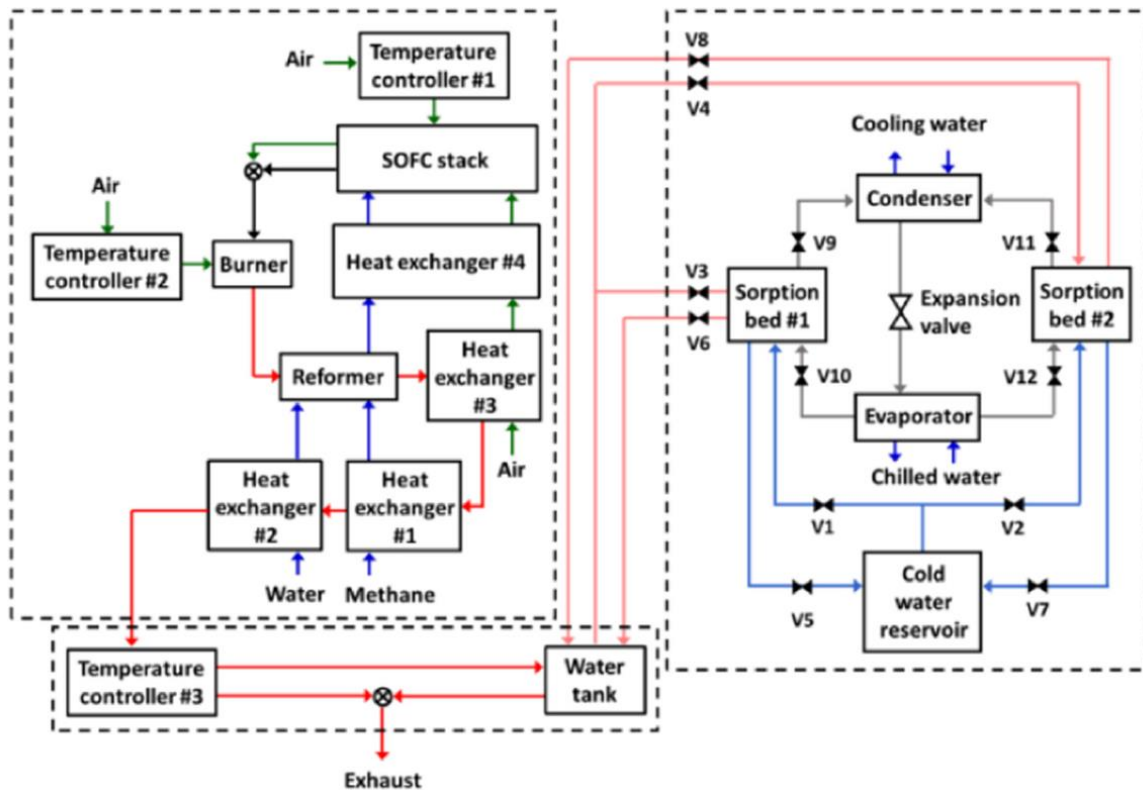 Air
Temperature
controller #1
V8
V4
SOFC stack
Cooling water
Air
Condenser
Temperature
controller #2
Burner
Heat exchanger #4
V9
V11
V3
V6
Sorption
bed #1
Expansion
valve
Sorption
bed #2
Reformer
Heat
exchanger
#3
V10
V12
Evaporator
Air
Chilled water
Heat
exchanger
#2
Heat
exchanger
#1
V1
V2
Water
Methane
V5
Cold
water
reservoir
V7
Temperature
controller #3
Water
tank
Exhaust